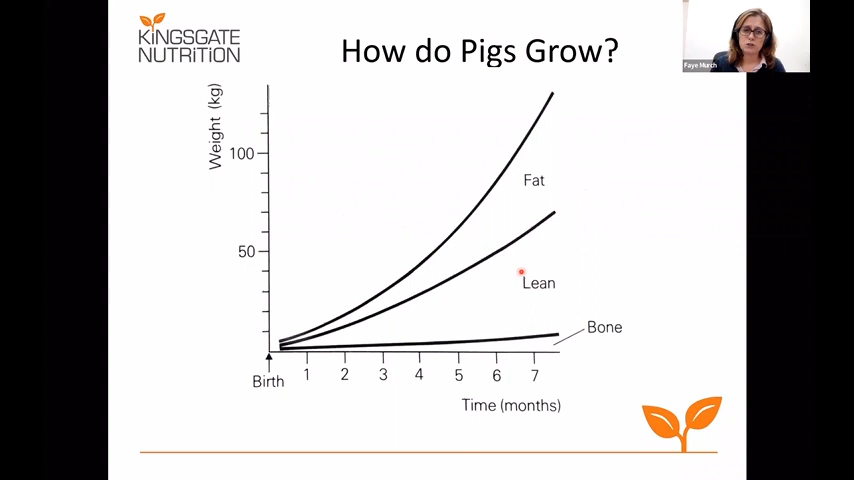 KINGSGATE
NUTRITION
How do Pigs Grow?
Faye Murch
Weight (kg)
100
50
Fat
Lean
Bone
Birth
1 2 3 4 5 6 7
Time (months)